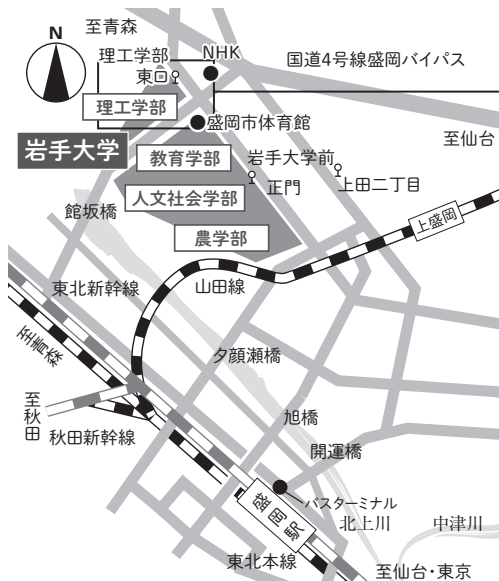 至青森
N
理工学部
東口
NHK
国道4号線盛岡バイパス
理工学部
盛岡市体育館
至仙台
岩手大学
教育学部
岩手大学前
人文社会学部
正門
上田二丁目
館坂橋
農学部
上盛岡
東北新幹線
山田線
至青森
夕顔瀬橋
至秋田
旭橋
秋田新幹線
開運橋
バスターミナル
盛岡駅
北上川
中津川
東北本線
至仙台・東京